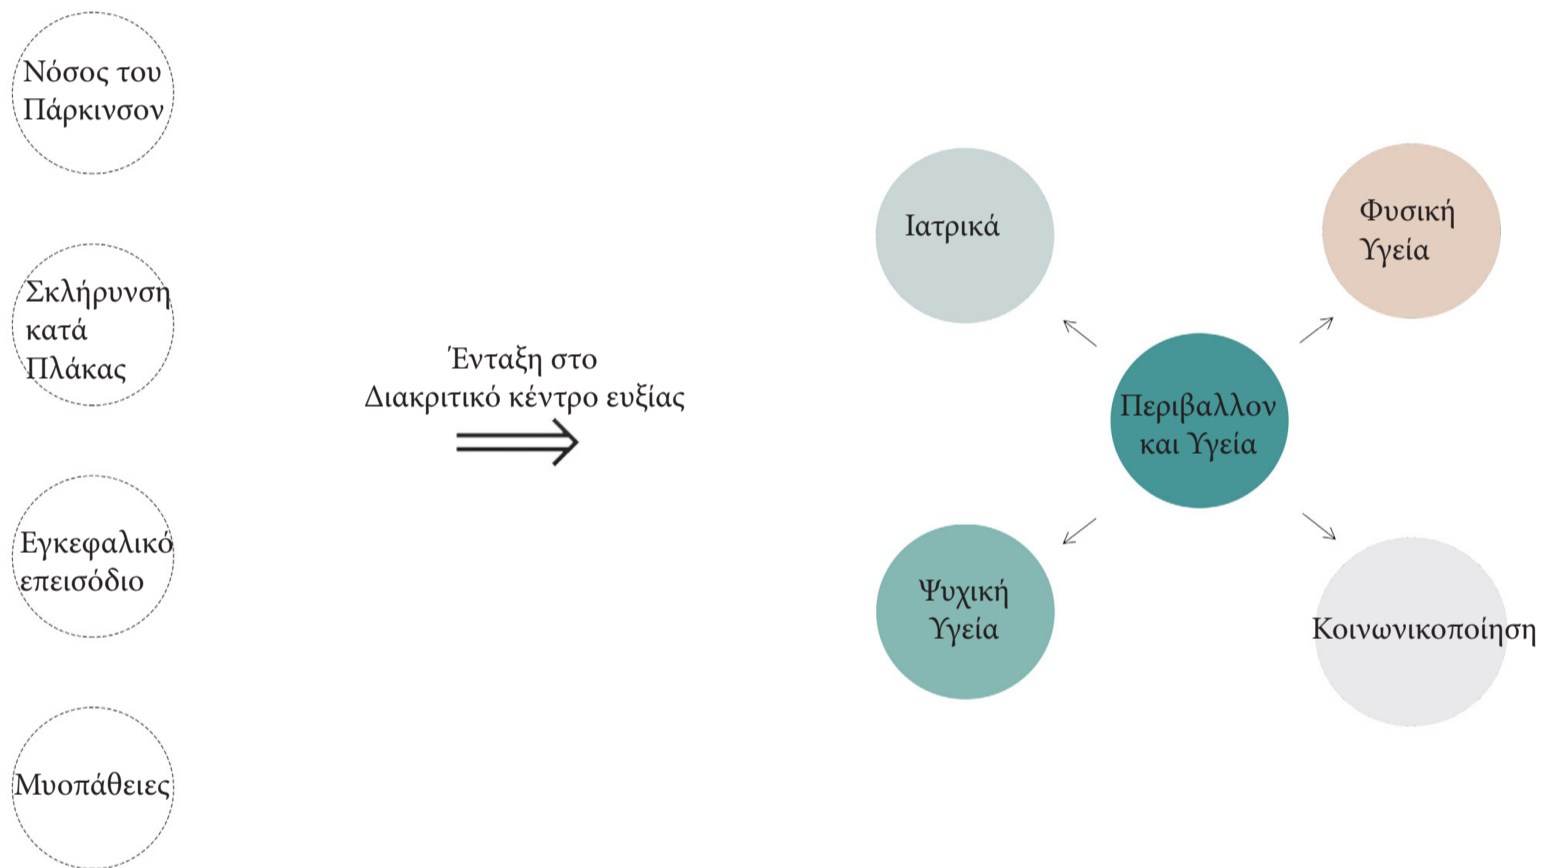 Νόσος του
Πάρκινσον
Σκλήρυνση
κατά
Πλάκας
Εγκεφαλικό
επεισόδιο
Μυοπάθειες
Ένταξη στο
Διακριτικό κέντρο ευξίας
Ιατρικά
Φυσική
Υγεία
Περιβαλλον
και Υγεία
Ψυχική
Υγεία
Κοινωνικοποίηση